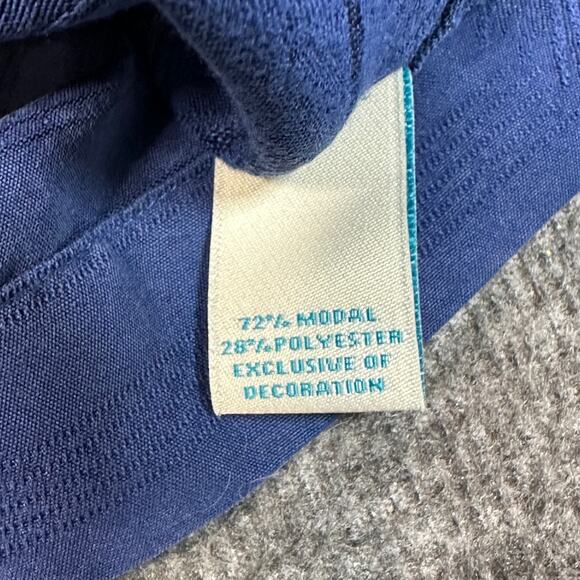 72% MODAL
28% POLYESTER
EXCLUSIVE OF
DECORATION